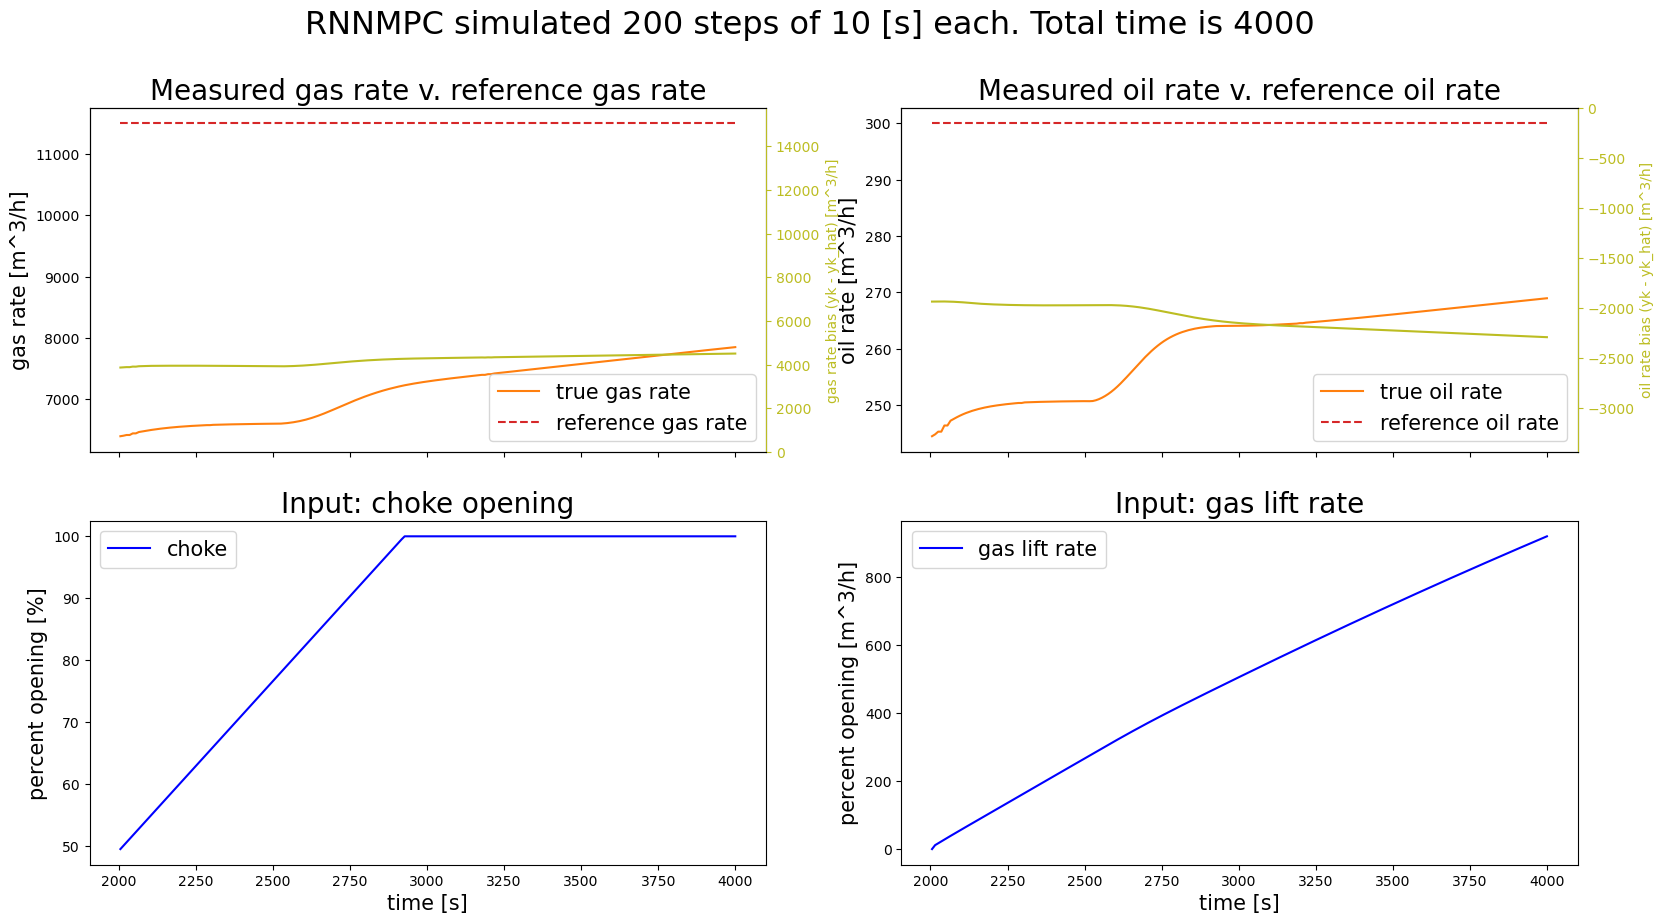 RNNMPC simulated 200 steps of 10 [s] each. Total time is 4000
Measured gas rate v. reference gas rate
gas rate [m^3/h]
11000
10000
9000
8000
7000
14000
12000
10000
8000
6000
4000
2000
0
gas rate bias (yk - yk_hat) [m^3/h]
true gas rate
reference gas rate
Measured oil rate v. reference oil rate
oil rate [m^3/h]
300
290
280
270
260
250
0
−500
−1000
−1500
−2000
−2500
−3000
oil rate bias (yk - yk_hat) [m^3/h]
true oil rate
reference oil rate
Input: choke opening
percent opening [%]
100
90
80
70
60
50
choke
2000 2250 2500 2750 3000 3250 3500 3750 4000
time [s]
Input: gas lift rate
percent opening [m^3/h]
800
600
400
200
0
gas lift rate
2000 2250 2500 2750 3000 3250 3500 3750 4000
time [s]